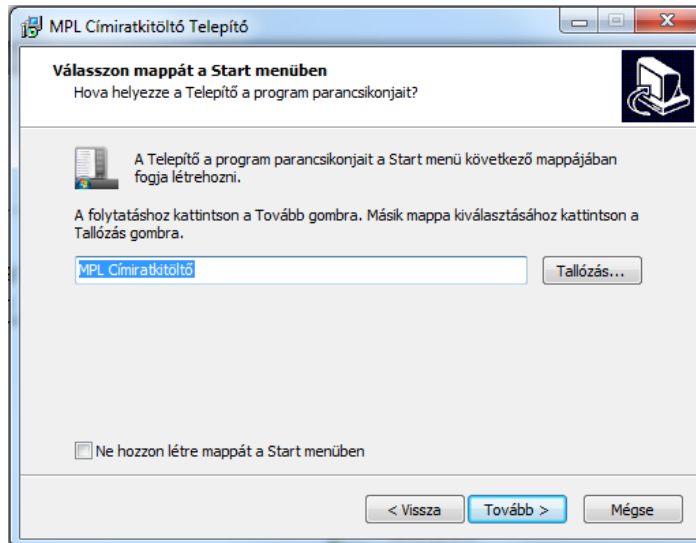 MPL Címiratkitöltő Telepítő
Válasszon mappát a Start menüben
Hova helyezze a Telepítő a program parancsikonjait?
A Telepítő a program parancsikonjait a Start menü következő mappájában
fogja létrehozni.
A folytatáshoz kattintson a Tovább gombra. Másik mappa kiválasztásához kattintson a
Tallózás gombra.
MPL Címiratkitöltő
Tallózás...
Ne hozzon létre mappát a Start menüben
< Vissza
Tovább >
Mégse